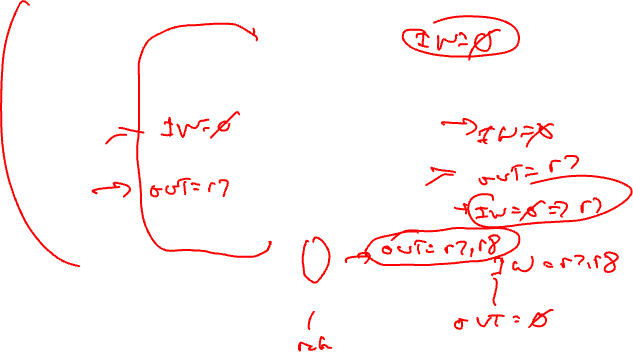 IN=∅
IN=∅
IN=∅
OUT=r7
OUT=r7
IN=∅=>r7
OUT=r7,r8
IN=r7,r8
OUT=∅